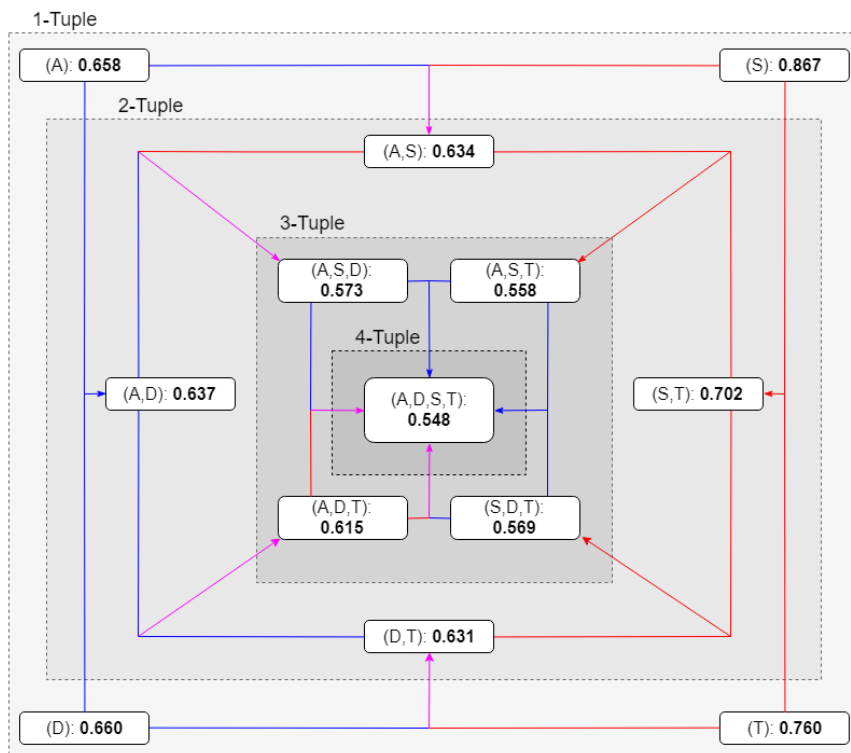 1-Tuple
(A): 0.658
(S): 0.867
2-Tuple
(A,S): 0.634
3-Tuple
(A,S,D):
0.573
(A,S,T):
0.558
4-Tuple
(A,D): 0.637
(A,D,S,T):
0.548
(S,T): 0.702
(A,D,T):
0.615
(S,D,T):
0.569
(D,T): 0.631
(D): 0.660
(T): 0.760